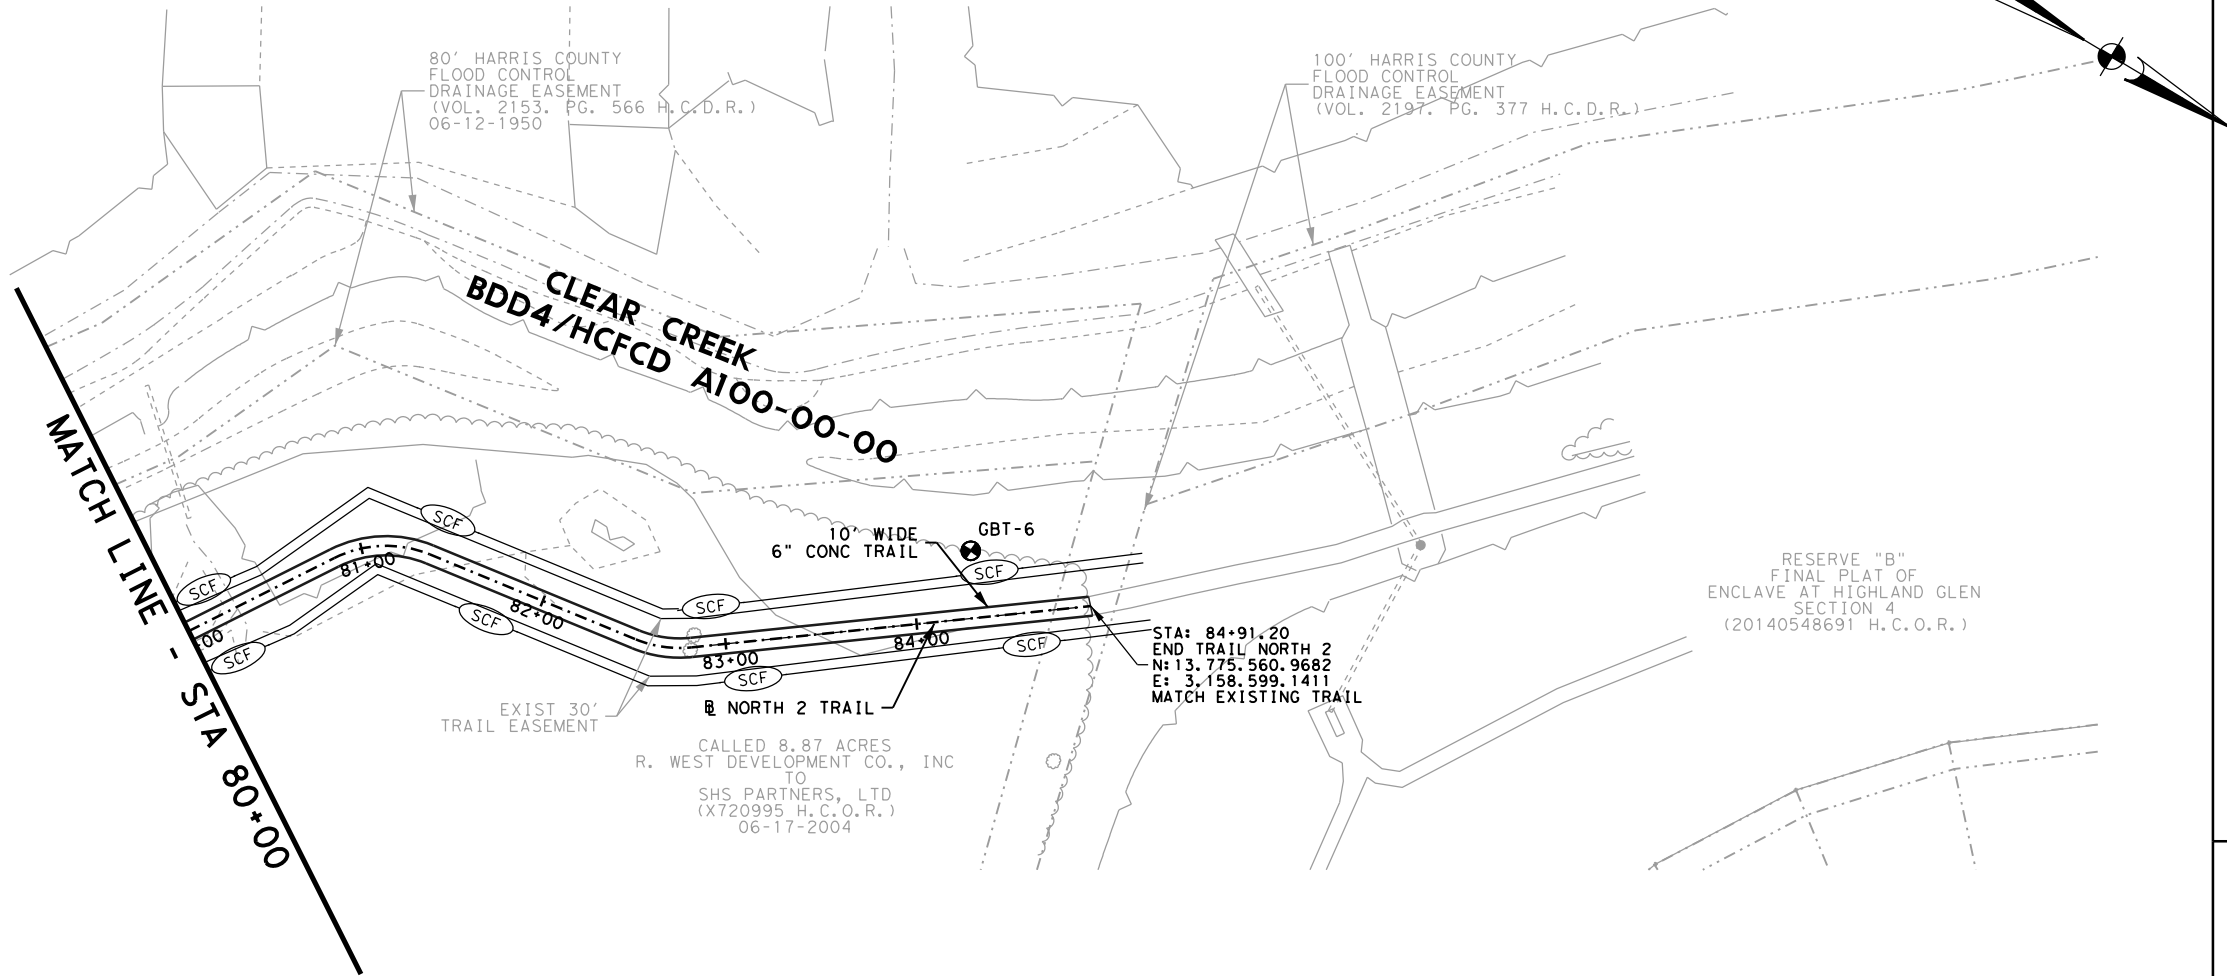 80' HARRIS COUNTY
FLOOD CONTROL
DRAINAGE EASEMENT
(VOL. 2153. PG. 566 H.C.D.R.)
06-12-1950
100' HARRIS COUNTY
FLOOD CONTROL
DRAINAGE EASEMENT
(VOL. 2197. PG. 377 H.C.D.R.)
CLEAR CREEK
BDD4/HCFCD A100-00-00
MATCH LINE - STA 80+00
SCF
SCF
SCF
SCF
SCF
SCF
SCF
SCF
+00
81+00
82+00
83+00
84+00
10' WIDE
6" CONC TRAIL
GBT-6
STA: 84+91.20
END TRAIL NORTH 2
N:13.775.560.9682
E: 3.158.599.1411
MATCH EXISTING TRAIL
BL NORTH 2 TRAIL
EXIST 30'
TRAIL EASEMENT
CALLED 8.87 ACRES
R. WEST DEVELOPMENT CO., INC
TO
SHS PARTNERS, LTD
(X720995 H.C.O.R.)
06-17-2004
RESERVE "B"
FINAL PLAT OF
ENCLAVE AT HIGHLAND GLEN
SECTION 4
(20140548691 H.C.O.R.)